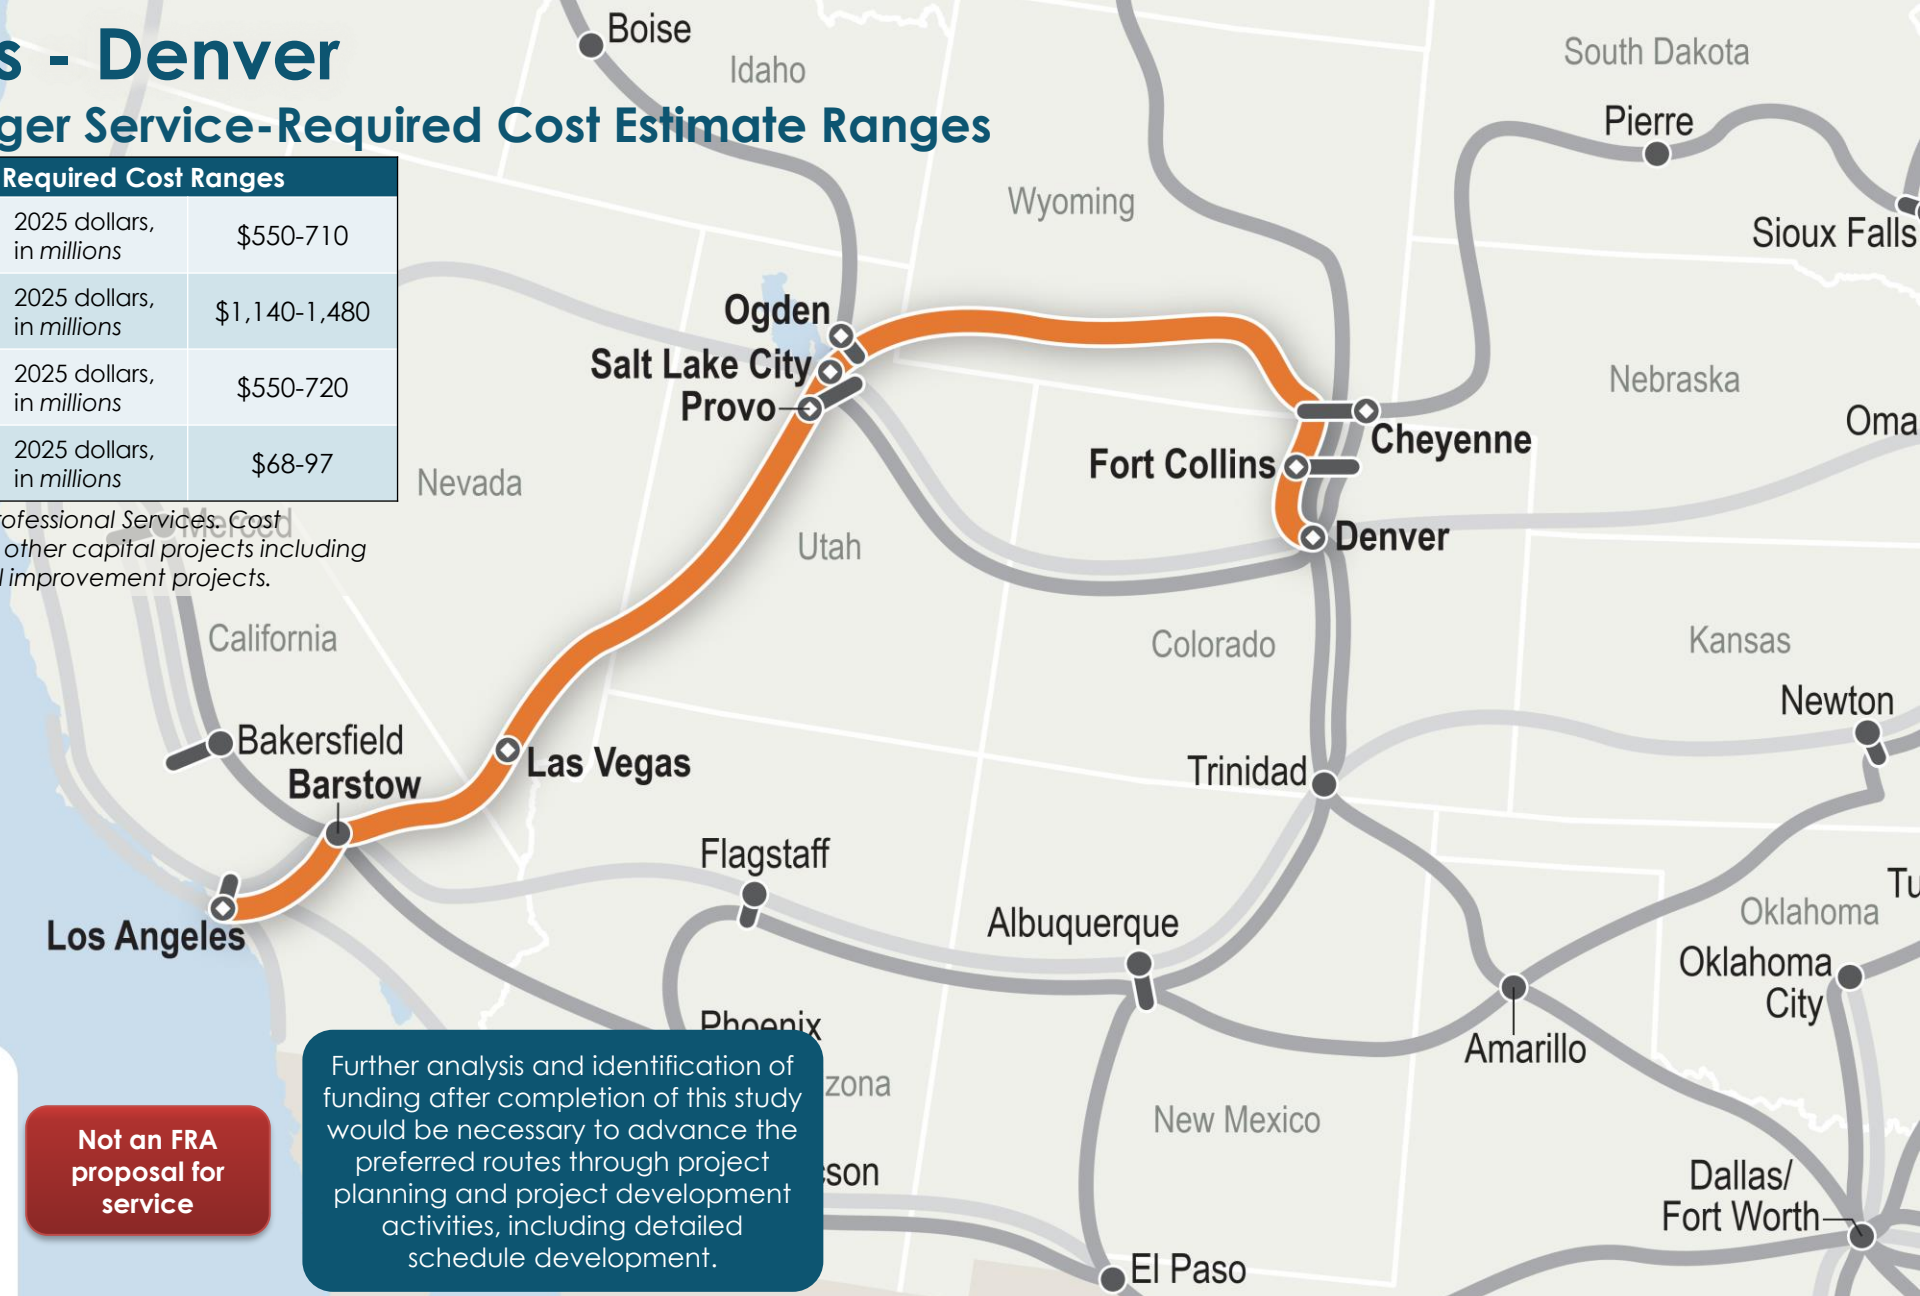 s - Denver
ger Service-Required Cost Estimate Ranges
Required Cost Ranges
2025 dollars,
in millions
$550-710
2025 dollars,
in millions
$1,140-1,480
2025 dollars,
in millions
$550-720
2025 dollars,
in millions
$68-97
rofessional Services. Cost
other capital projects including
l improvement projects.
Merced
Boise
Idaho
South Dakota
Pierre
Wyoming
Sioux Falls
Ogden
Salt Lake City
Provo
Nebraska
Oma
Cheyenne
Fort Collins
Nevada
Denver
Utah
California
Colorado
Kansas
Newton
Bakersfield
Barstow
Las Vegas
Trinidad
Flagstaff
Tu
Oklahoma
Albuquerque
Los Angeles
Oklahoma
City
Phoenix
Amarillo
zona
New Mexico
cson
Dallas/
Fort Worth
El Paso
Not an FRA
proposal for
service
Further analysis and identification of
funding after completion of this study
would be necessary to advance the
preferred routes through project
planning and project development
activities, including detailed
schedule development.